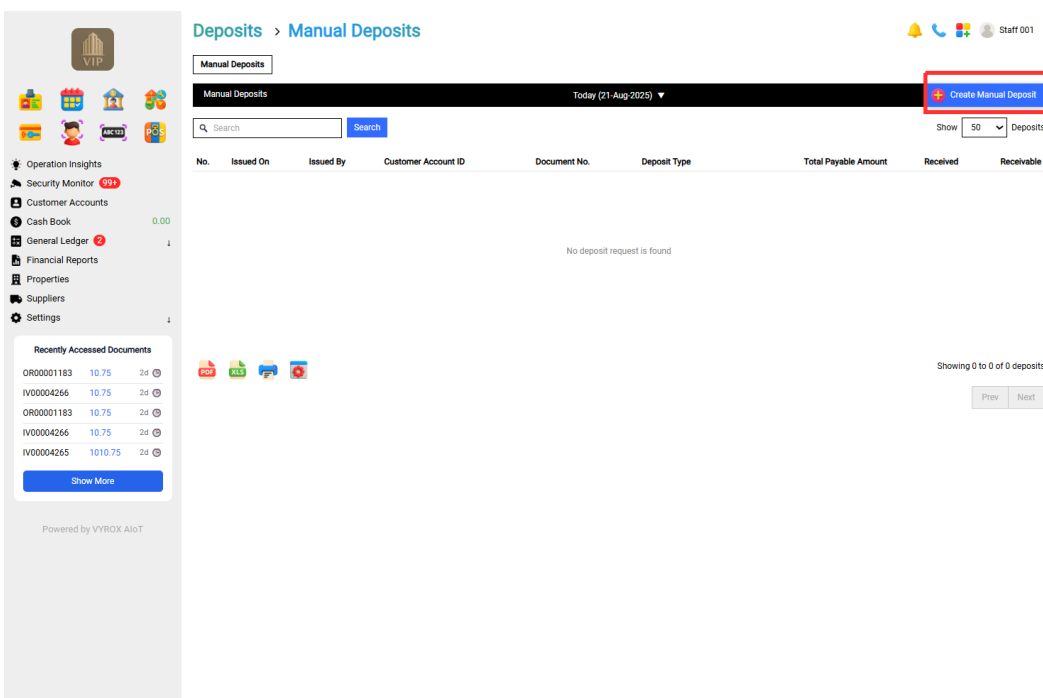 VIP
ABC 123
POS
Operation Insights
Security Monitor 99+
Customer Accounts
Cash Book 0.00
General Ledger 2 ↓
Financial Reports
Properties
Suppliers
Settings ↓
Recently Accessed Documents
OR00001183 10.75 2d
IV00004266 10.75 2d
OR00001183 10.75 2d
IV00004266 10.75 2d
IV00004265 1010.75 2d
Show More
Powered by VYROX AIoT
Deposits > Manual Deposits
Staff 001
Manual Deposits
Manual Deposits Today (21-Aug-2025) ▼ Create Manual Deposit
Search Search Show 50 Deposits
No. Issued On Issued By Customer Account ID Document No. Deposit Type Total Payable Amount Received Receivable
No deposit request is found
PDF XLS Showing 0 to 0 of 0 deposits
Prev Next